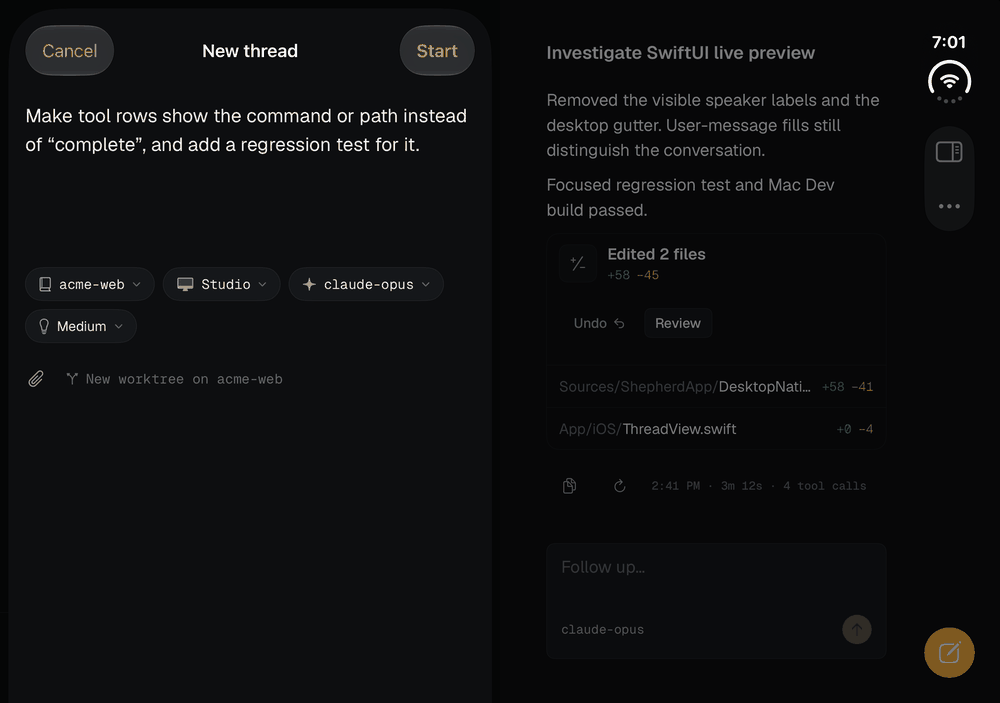 Cancel
New thread
Start
Make tool rows show the command or path instead
of “complete”, and add a regression test for it.
acme-web
Studio
claude-opus
Medium
New worktree on acme-web
Investigate SwiftUI live preview
Removed the visible speaker labels and the
desktop gutter. User-message fills still
distinguish the conversation.
Focused regression test and Mac Dev
build passed.
Edited 2 files
+58 −45
Undo
Review
Sources/ShepherdApp/DesktopNati… +58 −41
App/iOS/ThreadView.swift +0 −4
2:41 PM · 3m 12s · 4 tool calls
Follow up…
claude-opus
7:01